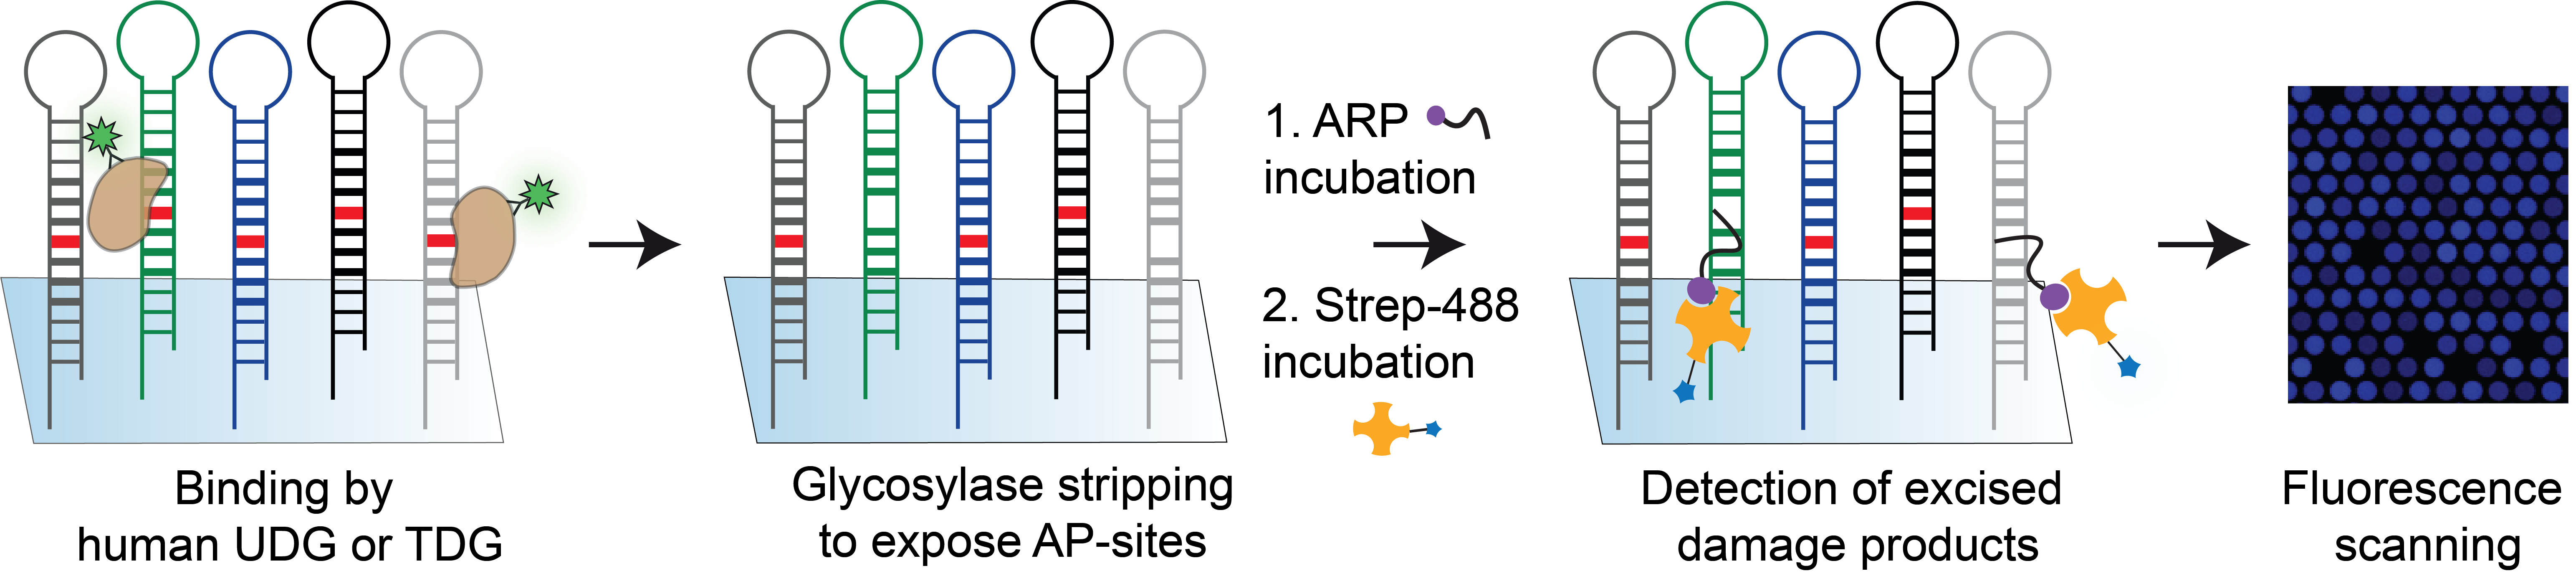 Binding by
human UDG or TDG
Glycosylase stripping
to expose AP-sites
1. ARP
incubation
2. Strep-488
incubation
Detection of excised
damage products
Fluorescence
scanning